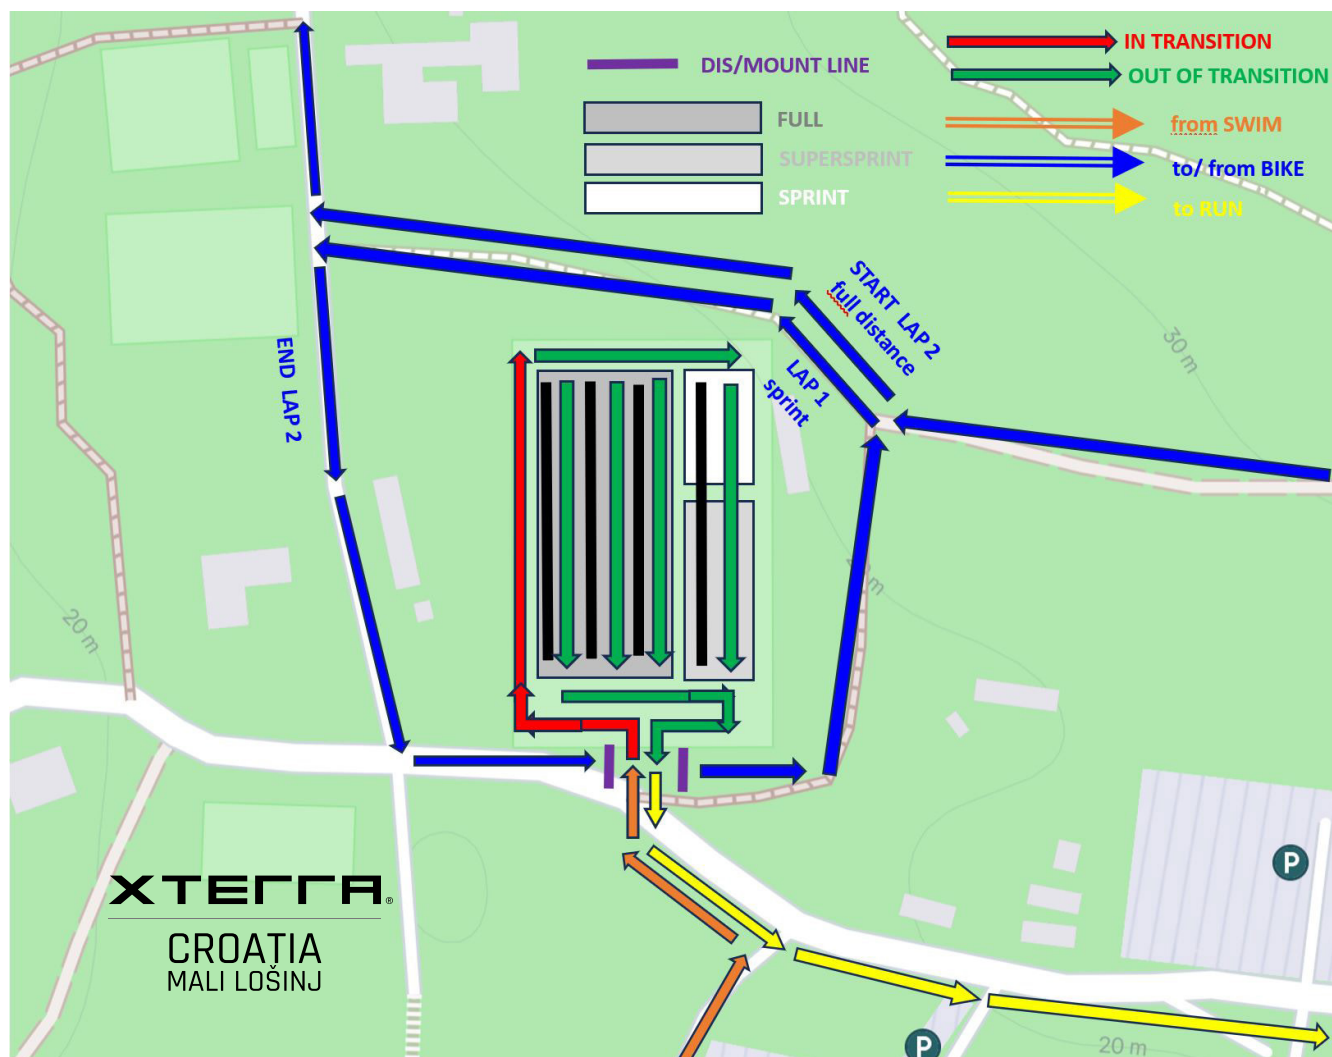 IN TRANSITION
DIS/MOUNT LINE
OUT OF TRANSITION
FULL
from SWIM
SUPERSPRINT
to/ from BIKE
SPRINT
to RUN
START LAP 2
full distance
30 m
END LAP 2
LAP 1
sprint
20 m
P
XTERRA®
CROATIA
MALI LOŠINJ
P
20 m